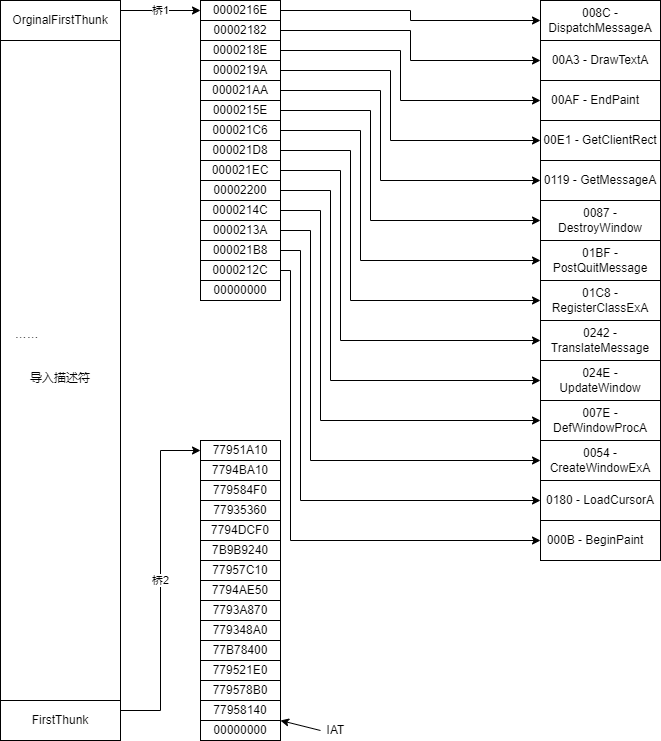 OrginalFirstThunk
桥1
0000216E
00002182
0000218E
0000219A
000021AA
0000215E
000021C6
000021D8
000021EC
00002200
0000214C
0000213A
000021B8
0000212C
00000000
008C -
DispatchMessageA
00A3 - DrawTextA
00AF - EndPaint
00E1 - GetClientRect
0119 - GetMessageA
0087 -
DestroyWindow
01BF -
PostQuitMessage
01C8 -
RegisterClassExA
0242 -
TranslateMessage
024E -
UpdateWindow
007E -
DefWindowProcA
0054 -
CreateWindowExA
0180 - LoadCursorA
000B - BeginPaint
……
导入描述符
桥2
77951A10
7794BA10
779584F0
77935360
7794DCF0
7B9B9240
77957C10
7794AE50
7793A870
779348A0
77B78400
779521E0
779578B0
77958140
00000000
FirstThunk
IAT